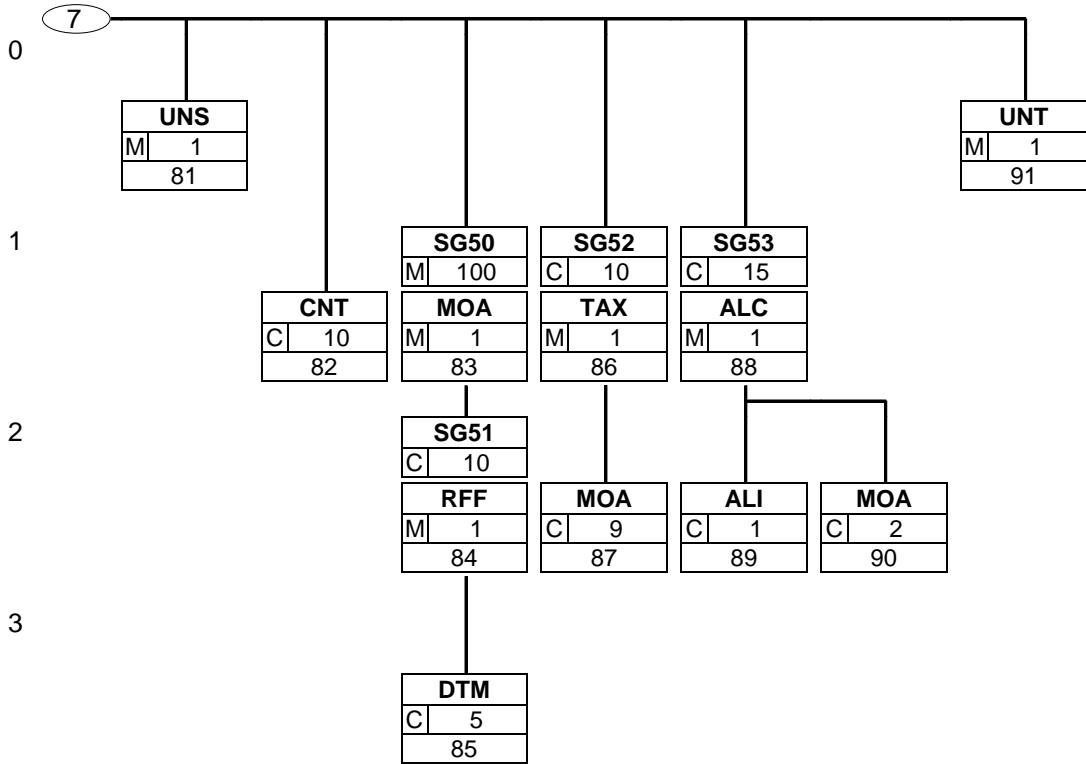 7
0
UNS UNT
M 1 M 1
81 91
1
SG50 SG52 SG53
M 100 C 10 C 15
CNT MOA TAX ALC
C 10 M 1 M 1 M 1
82 83 86 88
2
SG51
C 10
RFF MOA ALI MOA
M 1 C 9 C 1 C 2
84 87 89 90
3
DTM
C 5
85